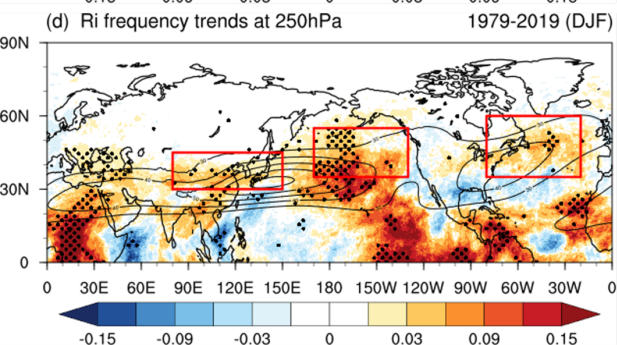 (d) Ri frequency trends at 250hPa 1979-2019 (DJF)
90N
60N
30N
0
0 30E 60E 90E 120E 150E 180 150W 120W 90W 60W 30W 0
-0.15 -0.09 -0.03 0 0.03 0.09 0.15